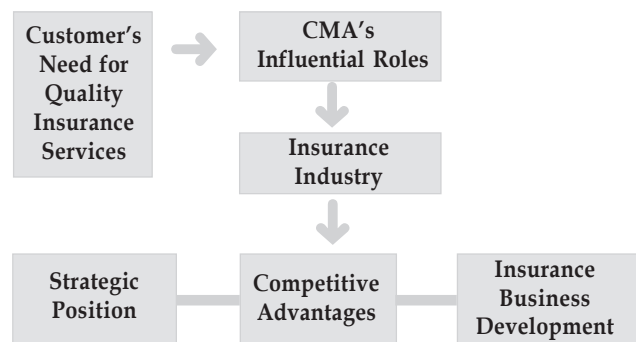 Customer's
Need for
Quality
Insurance
Services
CMA's
Influential Roles
Insurance
Industry
Strategic
Position
Competitive
Advantages
Insurance
Business
Development